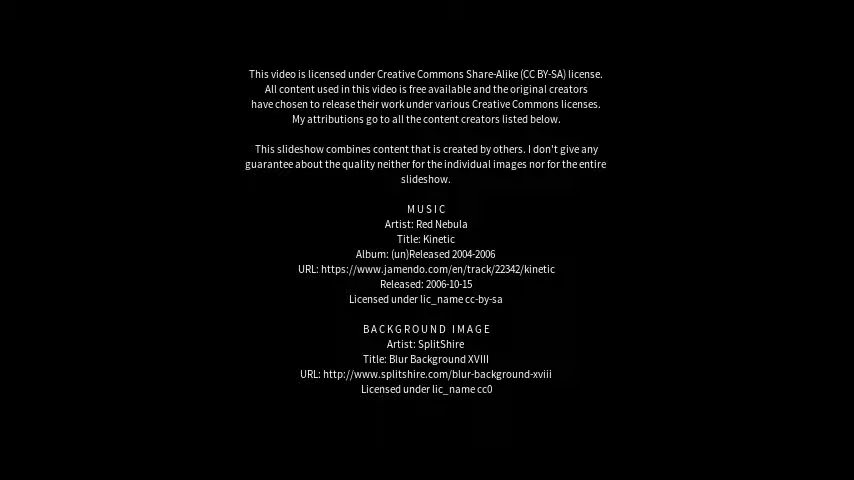 This video is licensed under Creative Commons Share-Alike (CC BY-SA) license.
All content used in this video is free available and the original creators
have chosen to release their work under various Creative Commons licenses.
My attributions go to all the content creators listed below.
This slideshow combines content that is created by others. I don't give any
guarantee about the quality neither for the individual images nor for the entire
slideshow.
MUSIC
Artist: Red Nebula
Title: Kinetic
Album: (un)Released 2004-2006
URL: https://www.jamendo.com/en/track/22342/kinetic
Released: 2006-10-15
Licensed under lic_name cc-by-sa
BACKGROUND IMAGE
Artist: SplitShire
Title: Blur Background XVIII
URL: http://www.splitshire.com/blur-background-xviii
Licensed under lic_name cc0